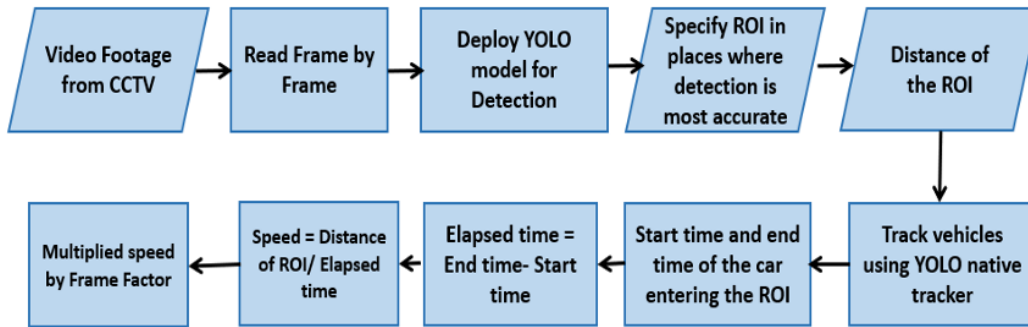 Video Footage
from CCTV
Read Frame by
Frame
Deploy YOLO
model for
Detection
Specify ROI in
places where
detection is
most accurate
Distance of
the ROI
Track vehicles
using YOLO native
tracker
Start time and end
time of the car
entering the ROI
Elapsed time =
End time- Start
time
Speed = Distance
of ROI/ Elapsed
time
Multiplied speed
by Frame Factor